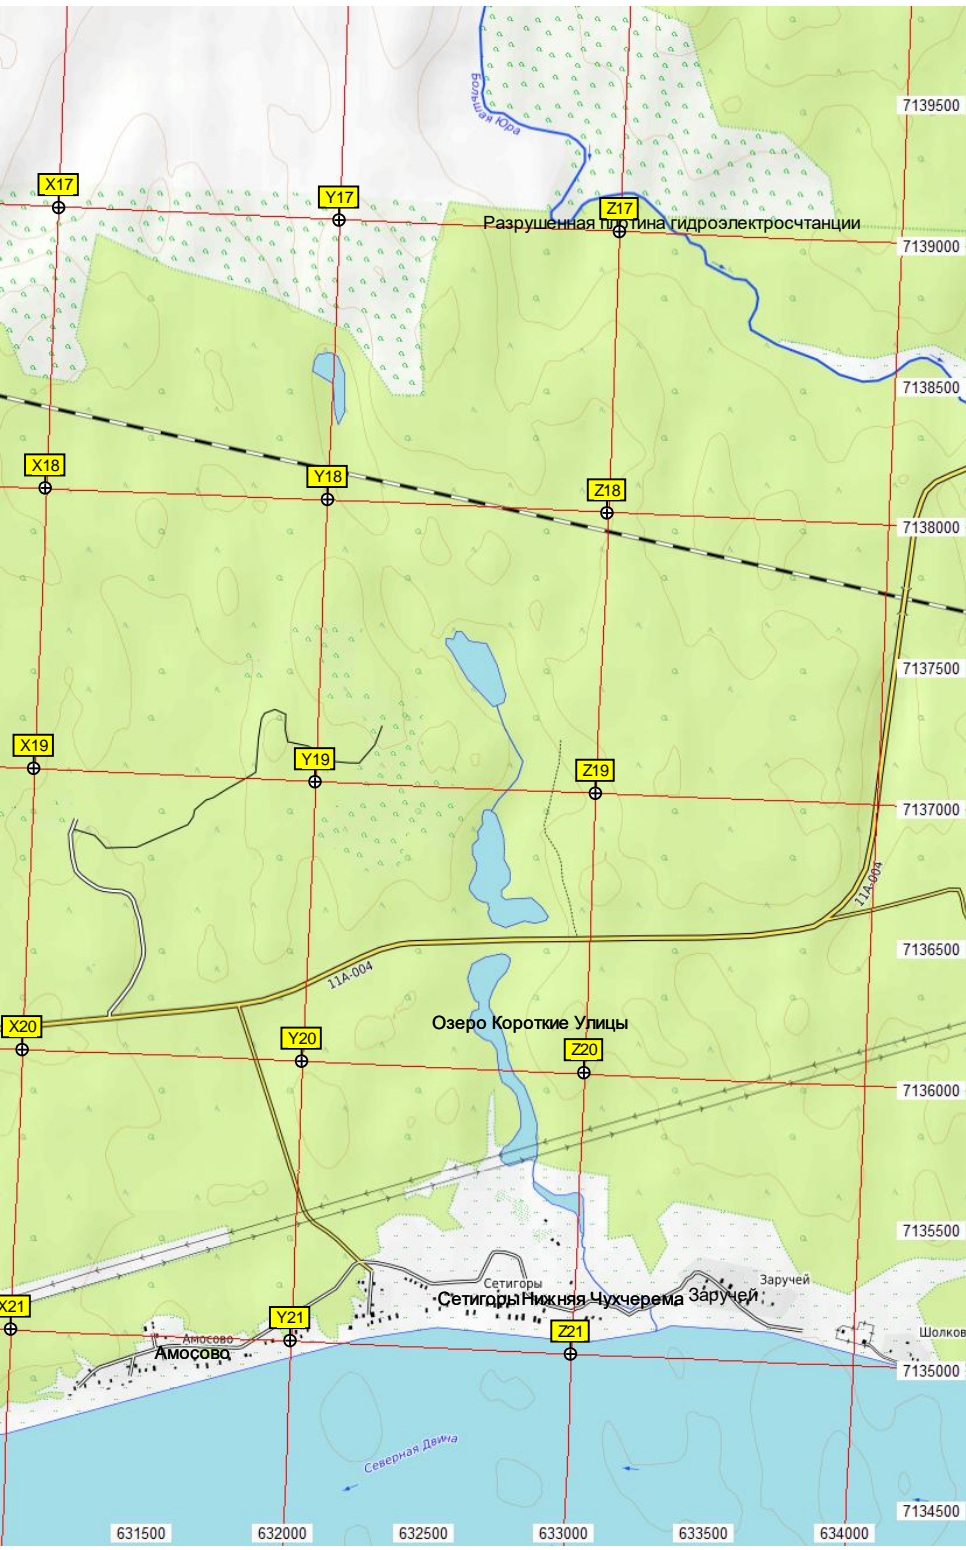 7139500
Большая Юра
X17
Y17
Z17
Разрушенная плотина гидроэлектросчтанции
7139000
7138500
X18
Y18
Z18
7138000
7137500
X19
Y19
Z19
7137000
11А-004
7136500
11А-004
X20
Озеро Короткие Улицы
Y20
Z20
7136000
7135500
Заручей
Сетигоры
Сетигоры Нижняя Чухчерема
Заручей
X21
Y21
Z21
Шолков
Амосово
Амосово
7135000
Северная Двина
7134500
631500 632000 632500 633000 633500 634000